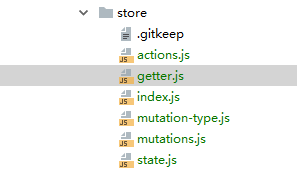 store
.gitkeep
actions.js
getter.js
index.js
mutation-type.js
mutations.js
state.js